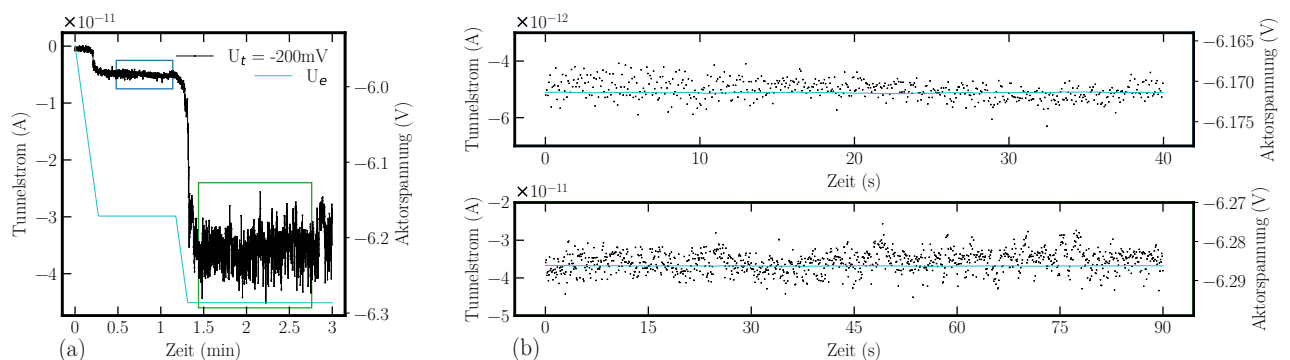 ×10⁻¹¹
0
−1
−2
−3
−4
Tunnelstrom (A)
U_t = -200mV
U_e
−6.0
−6.1
−6.2
−6.3
Aktorspannung (V)
0 0.5 1 1.5 2 2.5 3
Zeit (min)
(a)
×10⁻¹²
−4
−6
Tunnelstrom (A)
−6.165
−6.170
−6.175
Aktorspannung (V)
0 10 20 30 40
Zeit (s)
×10⁻¹¹
−2
−3
−4
−5
Tunnelstrom (A)
−6.27
−6.28
−6.29
Aktorspannung (V)
0 15 30 45 60 75 90
Zeit (s)
(b)